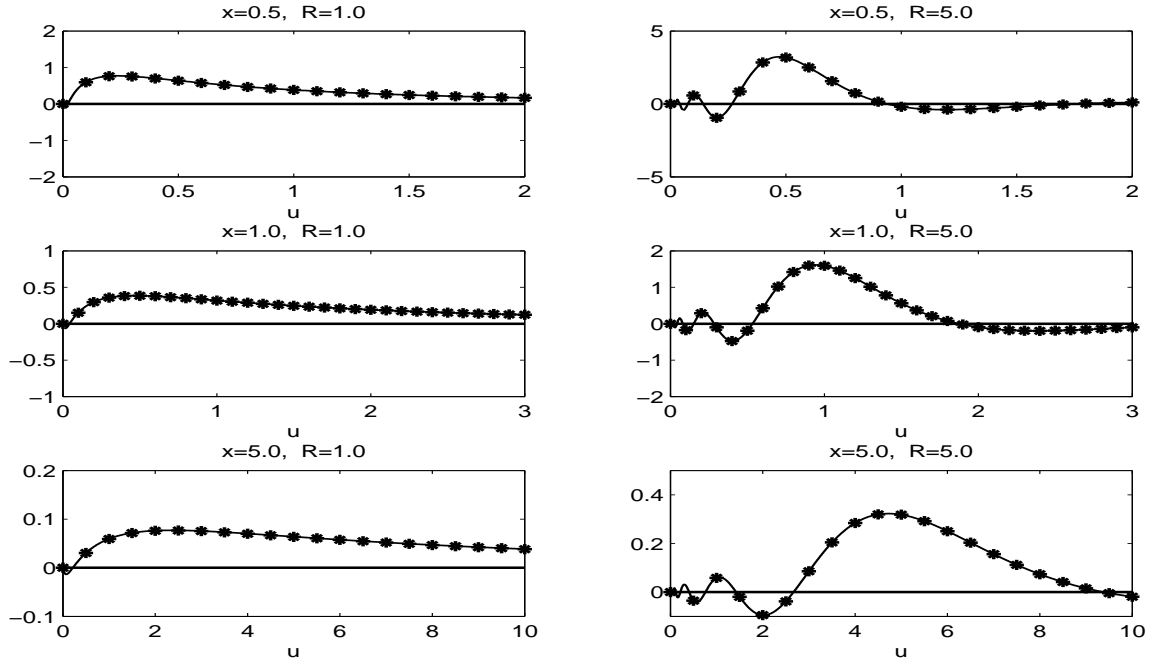 x=0.5, R=1.0
2
1
0
−1
−2
0 0.5 1 1.5 2
u
x=0.5, R=5.0
5
0
−5
0 0.5 1 1.5 2
u
x=1.0, R=1.0
1
0.5
0
−0.5
−1
0 1 2 3
u
x=1.0, R=5.0
2
1
0
−1
−2
0 1 2 3
u
x=5.0, R=1.0
0.2
0.1
0
−0.1
0 2 4 6 8 10
u
x=5.0, R=5.0
0.4
0.2
0
0 2 4 6 8 10
u